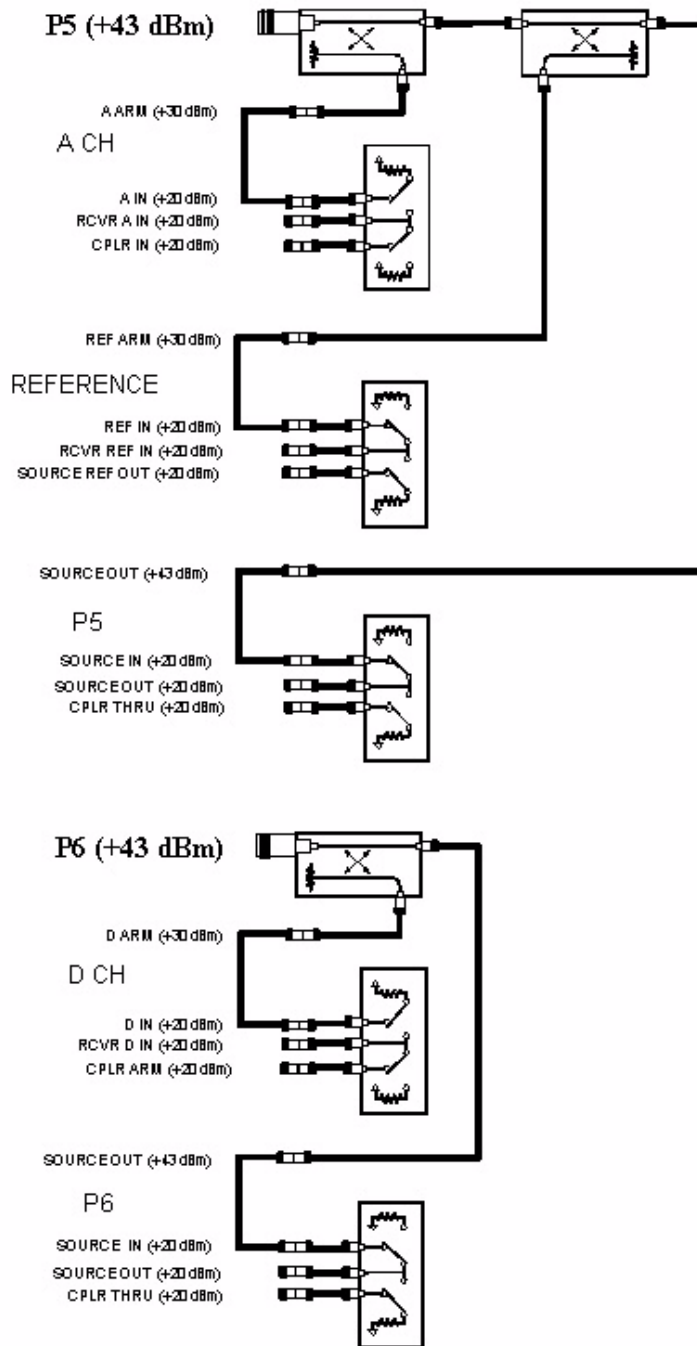 P5 (+43 dBm)
A ARM (+30 dBm)
A CH
A IN (+20 dBm)
RCVR A IN (+20 dBm)
CPLR IN (+20 dBm)
REF ARM (+30 dBm)
REFERENCE
REF IN (+20 dBm)
RCVR REF IN (+20 dBm)
SOURCE REF OUT (+20 dBm)
SOURCE OUT (+43 dBm)
P5
SOURCE IN (+20 dBm)
SOURCE OUT (+20 dBm)
CPLR THRU (+20 dBm)
P6 (+43 dBm)
D ARM (+30 dBm)
D CH
D IN (+20 dBm)
RCVR D IN (+20 dBm)
CPLR ARM (+20 dBm)
SOURCE OUT (+43 dBm)
P6
SOURCE IN (+20 dBm)
SOURCE OUT (+20 dBm)
CPLR THRU (+20 dBm)